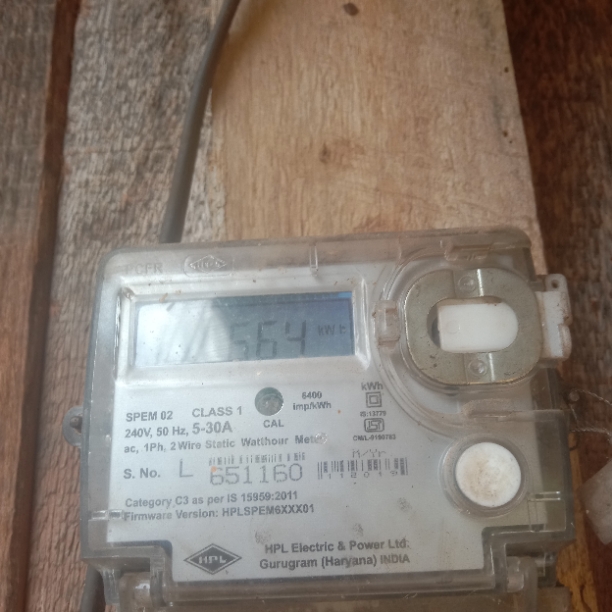 564 kWh
SPEM 02 CLASS 1
240V, 50 Hz, 5-30A
ac, 1Ph, 2 Wire Static Watthour Meter
CAL
6400
imp/kWh
kWh
IS:13779
S. No. L 651160
Category C3 as per IS 15959:2011
Firmware Version: HPLSPEM6XXX01
HPL
HPL Electric & Power Ltd.
Gurugram (Haryana) INDIA